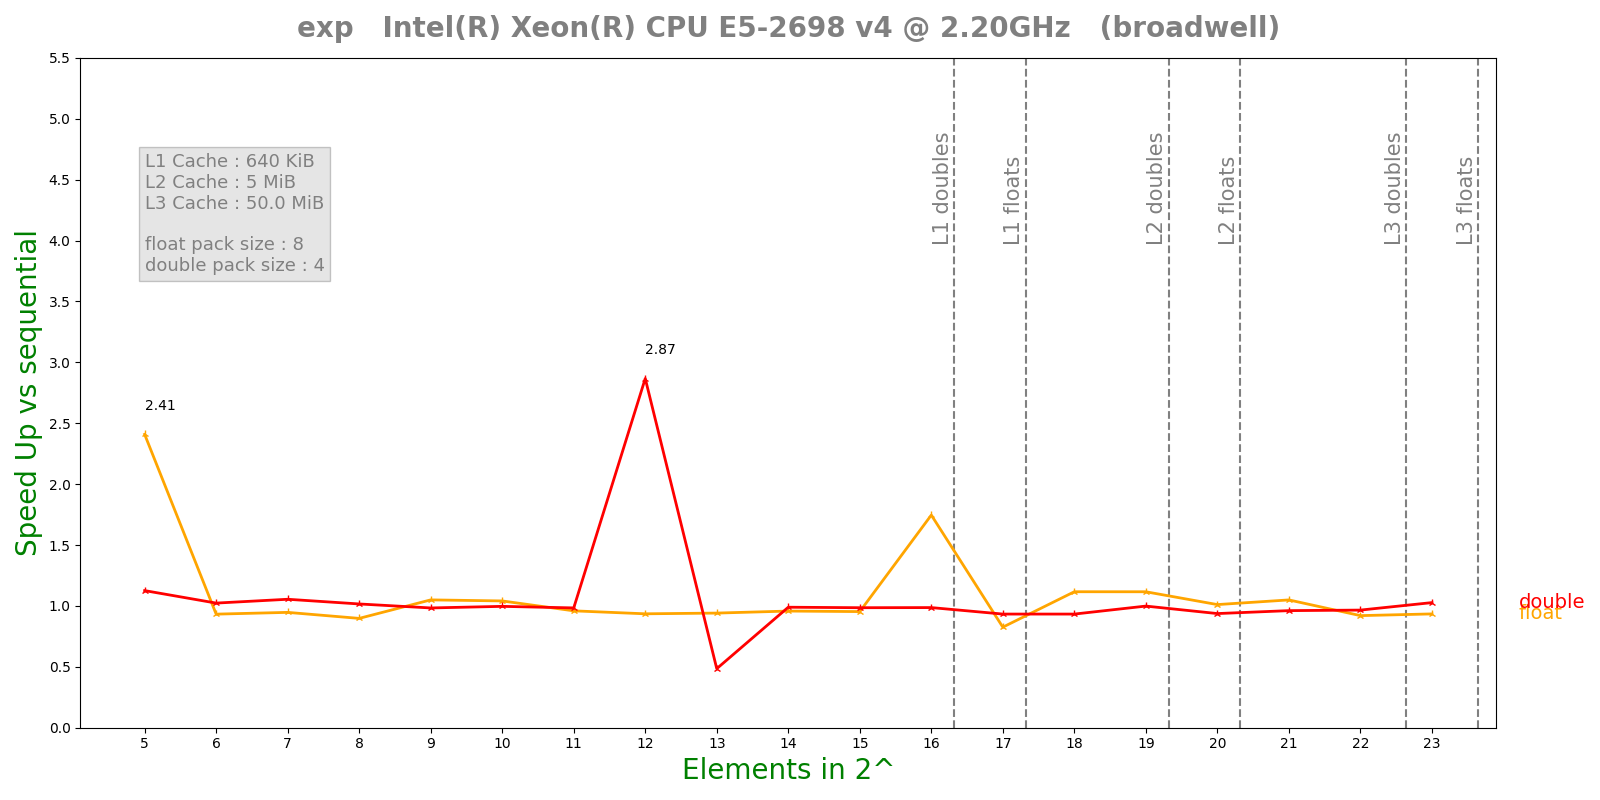 exp   Intel(R) Xeon(R) CPU E5-2698 v4 @ 2.20GHz   (broadwell)
Speed Up vs sequential
5.5
5.0
4.5
4.0
3.5
3.0
2.5
2.0
1.5
1.0
0.5
0.0
L1 Cache : 640 KiB
L2 Cache : 5 MiB
L3 Cache : 50.0 MiB
float pack size : 8
double pack size : 4
2.41
2.87
L1 doubles
L1 floats
L2 doubles
L2 floats
L3 doubles
L3 floats
double
float
5 6 7 8 9 10 11 12 13 14 15 16 17 18 19 20 21 22 23
Elements in 2^